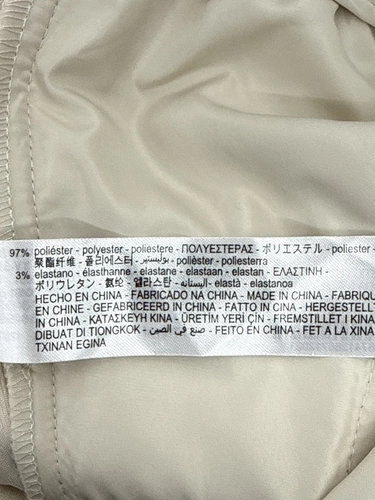 97% poliéster - polyester - poliestere - ΠΟΛΥΕΣΤΕΡΑΣ - ポリエステル - poliester -
聚酯纤维 - 폴리에스터 - بوليستير - polièster - poliesterra
3% elastano - élasthanne - elastane - elastaan - elastan - ΕΛΑΣΤΙΝΗ -
ポリウレタン - 氨纶 - 엘라스탄 - اليستانه - elastà - elastanoa
HECHO EN CHINA - FABRICADO NA CHINA - MADE IN CHINA - FABRIQU
EN CHINE - GEFABRICEERD IN CHINA - FATTO IN CINA - HERGESTELL
IN CHINA - ΚΑΤΑΣΚΕΥΗ ΚΙΝΑ - ÜRETİM YERİ ÇİN - FREMSTILLET I KINA
DIBUAT DI TIONGKOK - صنع في الصين - FEITO EN CHINA - FET A LA XINA
TXINAN EGINA